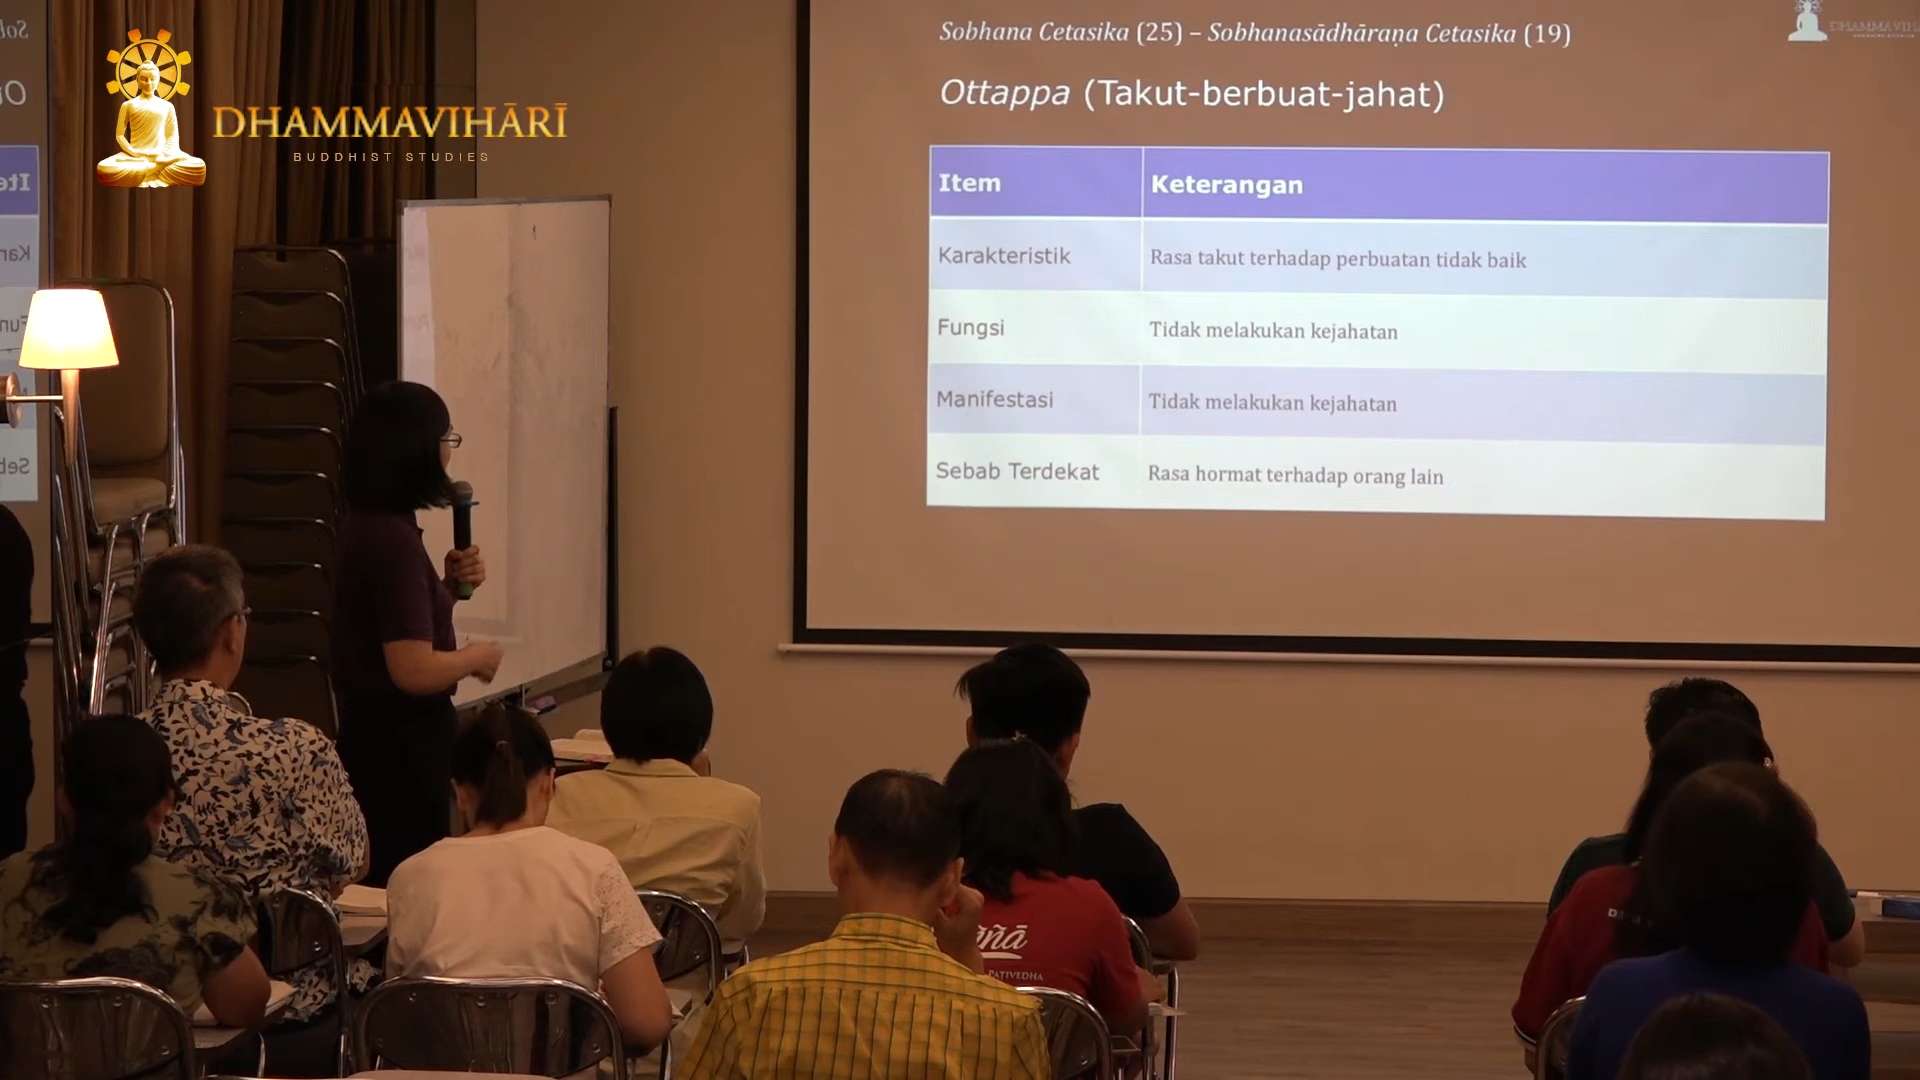 DHAMMAVIHĀRĪ
BUDDHIST STUDIES
Sobhana Cetasika (25) – Sobhanasādhāraṇa Cetasika (19)
Ottappa (Takut-berbuat-jahat)
Item Keterangan
Karakteristik Rasa takut terhadap perbuatan tidak baik
Fungsi Tidak melakukan kejahatan
Manifestasi Tidak melakukan kejahatan
Sebab Terdekat Rasa hormat terhadap orang lain
PATIVEDHA